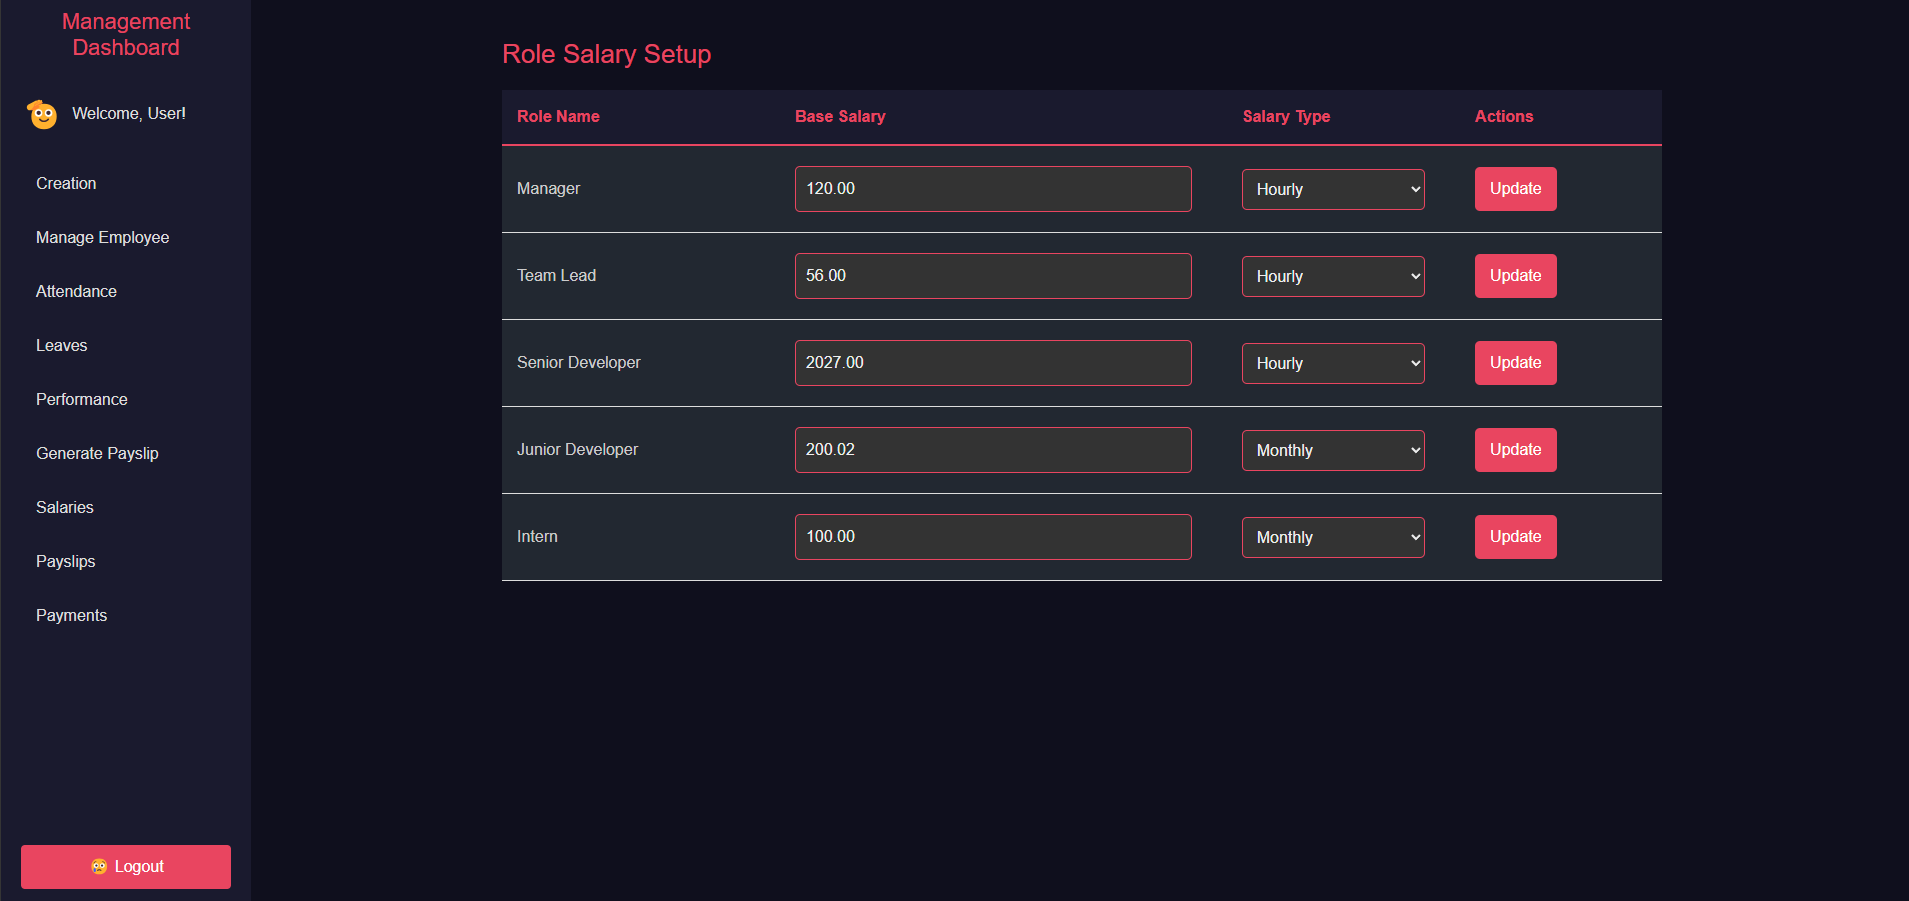 Management
Dashboard
Welcome, User!
Creation
Manage Employee
Attendance
Leaves
Performance
Generate Payslip
Salaries
Payslips
Payments
Logout
Role Salary Setup
Role Name Base Salary Salary Type Actions
Manager 120.00 Hourly Update
Team Lead 56.00 Hourly Update
Senior Developer 2027.00 Hourly Update
Junior Developer 200.02 Monthly Update
Intern 100.00 Monthly Update